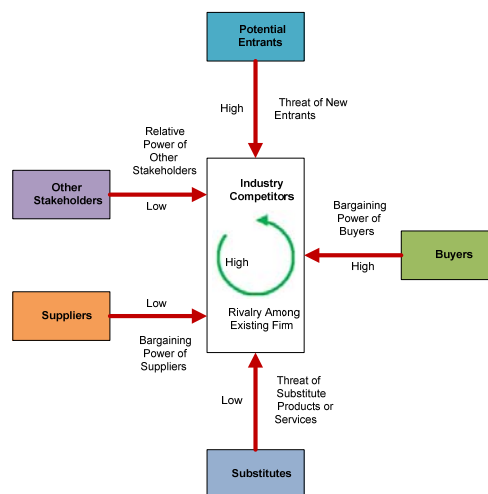 Potential
Entrants
High
Threat of New
Entrants
Relative
Power of
Other
Stakeholders
Other
Stakeholders
Low
Industry
Competitors
High
Rivalry Among
Existing Firm
Bargaining
Power of
Buyers
High
Buyers
Suppliers
Low
Bargaining
Power of
Suppliers
Low
Threat of
Substitute
Products or
Services
Substitutes